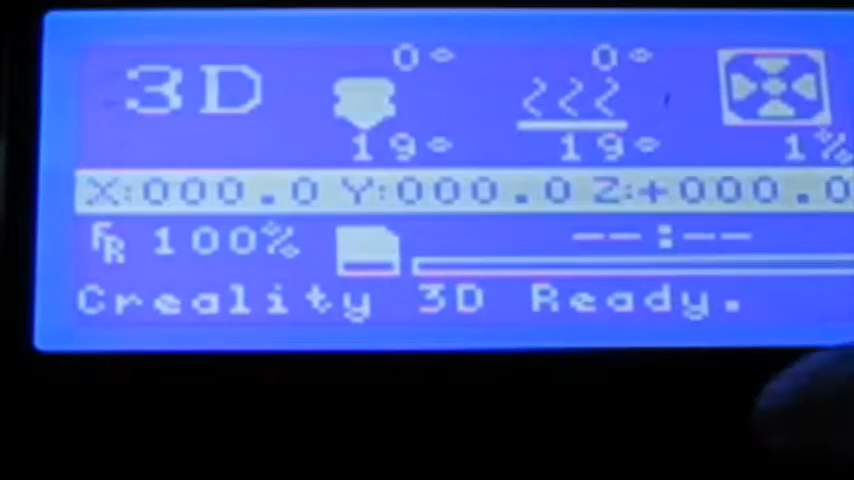 3D 0° 0°
19° 19° 1%
X:000.0 Y:000.0 Z:+000.0
FR 100% --:--
Creality 3D Ready.